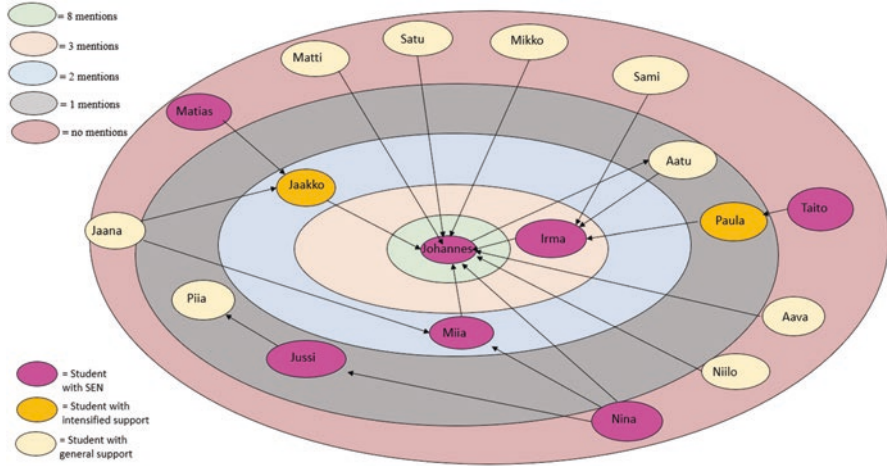 = 8 mentions
= 3 mentions
= 2 mentions
= 1 mentions
= no mentions
Satu
Mikko
Matti
Sami
Matias
Aatu
Jaakko
Taito
Paula
Jaana
Irma
Johannes
Piia
Aava
Miia
Jussi
Niilo
Nina
= Student
with SEN
= Student with
intensified support
= Student with
general support